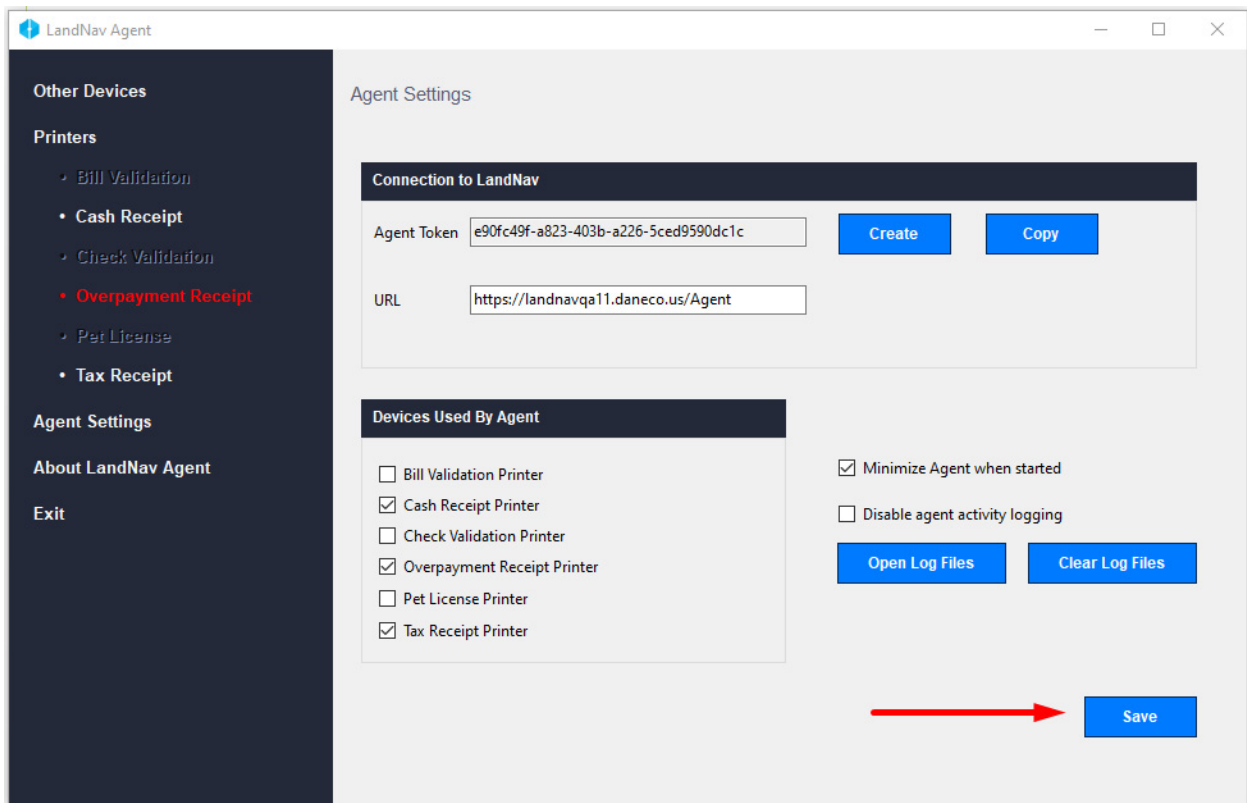 LandNav Agent
Other Devices
Printers
• Bill Validation
• Cash Receipt
• Check Validation
• Overpayment Receipt
• Pet License
• Tax Receipt
Agent Settings
About LandNav Agent
Exit
Agent Settings
Connection to LandNav
Agent Token e90fc49f-a823-403b-a226-5ced9590dc1c Create Copy
URL https://landnavqa11.daneco.us/Agent
Devices Used By Agent
Bill Validation Printer
Cash Receipt Printer
Check Validation Printer
Overpayment Receipt Printer
Pet License Printer
Tax Receipt Printer
Minimize Agent when started
Disable agent activity logging
Open Log Files Clear Log Files
Save